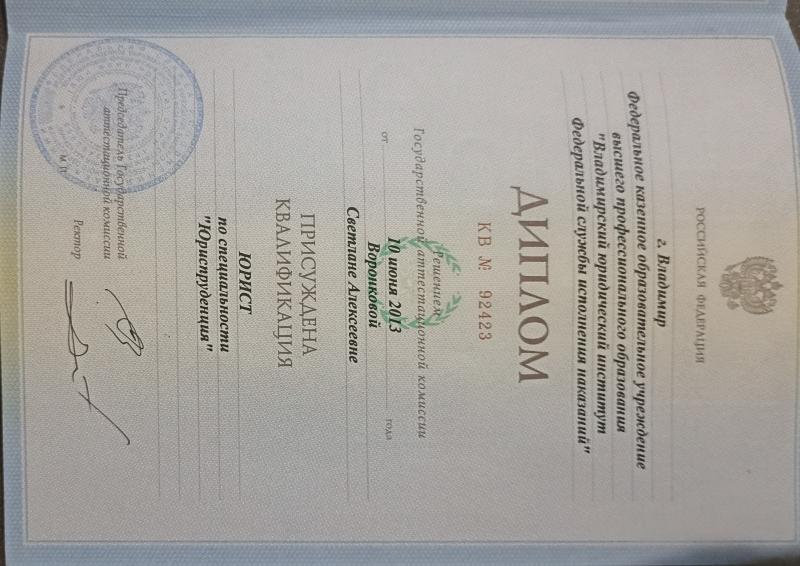 РОССИЙСКАЯ ФЕДЕРАЦИЯ
г. Владимир
Федеральное казенное образовательное учреждение
высшего профессионального образования
"Владимирский юридический институт
Федеральной службы исполнения наказаний"
ДИПЛОМ
КВ № 92423
Решением
Государственной аттестационной комиссии
от 10 июня 2013 года
Воронковой
Светлане Алексеевне
ПРИСУЖДЕНА
КВАЛИФИКАЦИЯ
ЮРИСТ
по специальности
"Юриспруденция"
Председатель Государственной
аттестационной комиссии
Ректор
М.П.